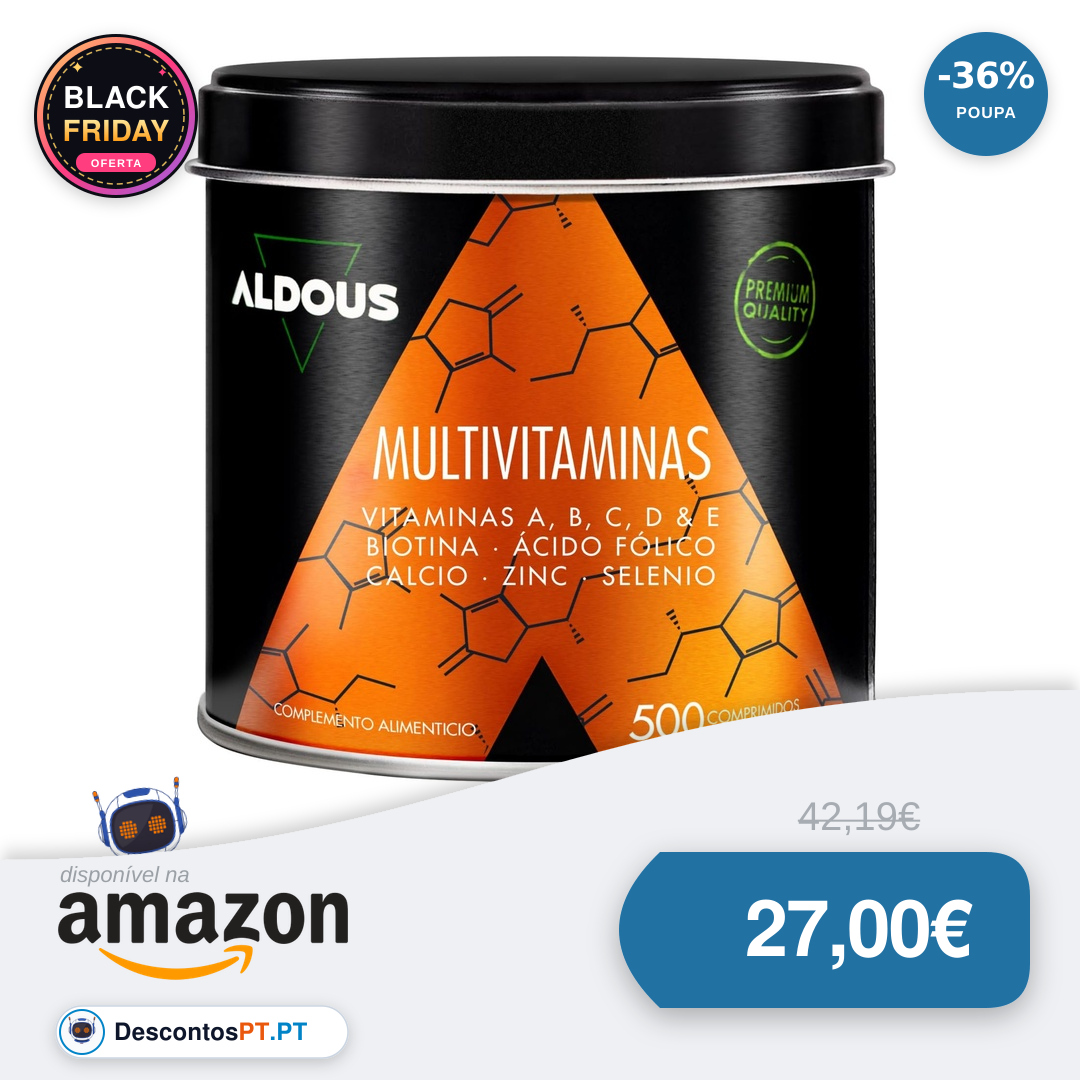 BLACK
FRIDAY
OFERTA
-36%
POUPA
ALDOUS
PREMIUM
QUALITY
MULTIVITAMINAS
VITAMINAS A, B, C, D & E
BIOTINA · ÁCIDO FÓLICO
CALCIO · ZINC · SELENIO
COMPLEMENTO ALIMENTICIO
500 COMPRIMIDOS
42,19€
disponível na
amazon
27,00€
DescontosPT.PT